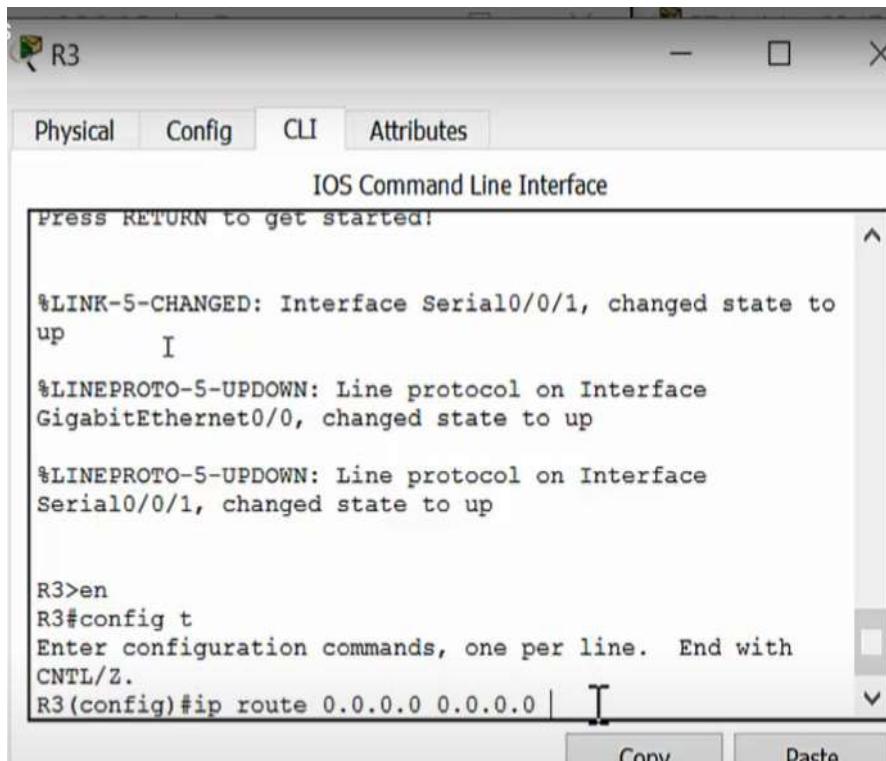 R3
Physical Config CLI Attributes
IOS Command Line Interface
Press RETURN to get started!
%LINK-5-CHANGED: Interface Serial0/0/1, changed state to
up
%LINEPROTO-5-UPDOWN: Line protocol on Interface
GigabitEthernet0/0, changed state to up
%LINEPROTO-5-UPDOWN: Line protocol on Interface
Serial0/0/1, changed state to up
R3>en
R3#config t
Enter configuration commands, one per line.  End with
CNTL/Z.
R3(config)#ip route 0.0.0.0 0.0.0.0
Copy Paste